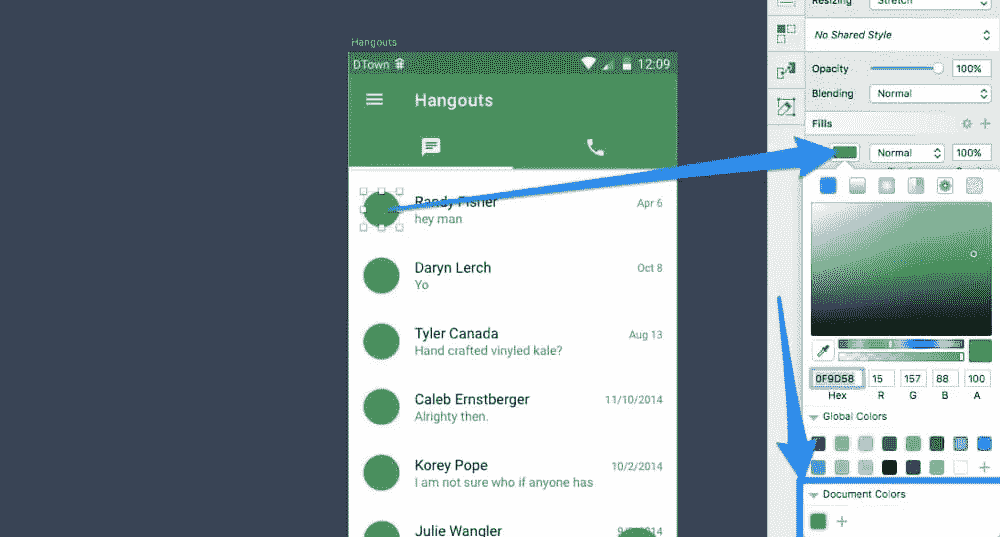 Hangouts
DTown
12:09
Hangouts
Randy Fisher
Apr 6
hey man
Daryn Lerch
Oct 8
Yo
Tyler Canada
Aug 13
Hand crafted vinyled kale?
Caleb Ernstberger
11/10/2014
Alrighty then.
Korey Pope
10/2/2014
I am not sure who if anyone has
Julie Wangler
Resizing
Stretch
No Shared Style
Opacity
100%
Blending
Normal
Fills
Normal
100%
0F9D58
15
157
88
100
Hex
R
G
B
A
Global Colors
Document Colors